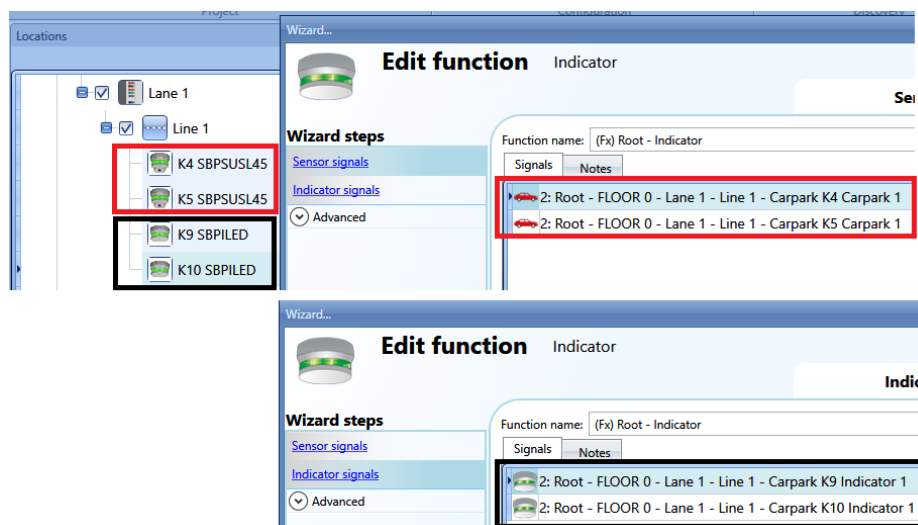 Project
Configuration
Discovery
Locations
Lane 1
Line 1
K4 SBPSUSL45
K5 SBPSUSL45
K9 SBPILED
K10 SBPILED
Wizard...
Edit function Indicator
Wizard steps
Sensor signals
Indicator signals
Advanced
Function name: (Fx) Root - Indicator
Signals Notes
2: Root - FLOOR 0 - Lane 1 - Line 1 - Carpark K4 Carpark 1
2: Root - FLOOR 0 - Lane 1 - Line 1 - Carpark K5 Carpark 1
Wizard...
Edit function Indicator
Wizard steps
Sensor signals
Indicator signals
Advanced
Function name: (Fx) Root - Indicator
Signals Notes
2: Root - FLOOR 0 - Lane 1 - Line 1 - Carpark K9 Indicator 1
2: Root - FLOOR 0 - Lane 1 - Line 1 - Carpark K10 Indicator 1